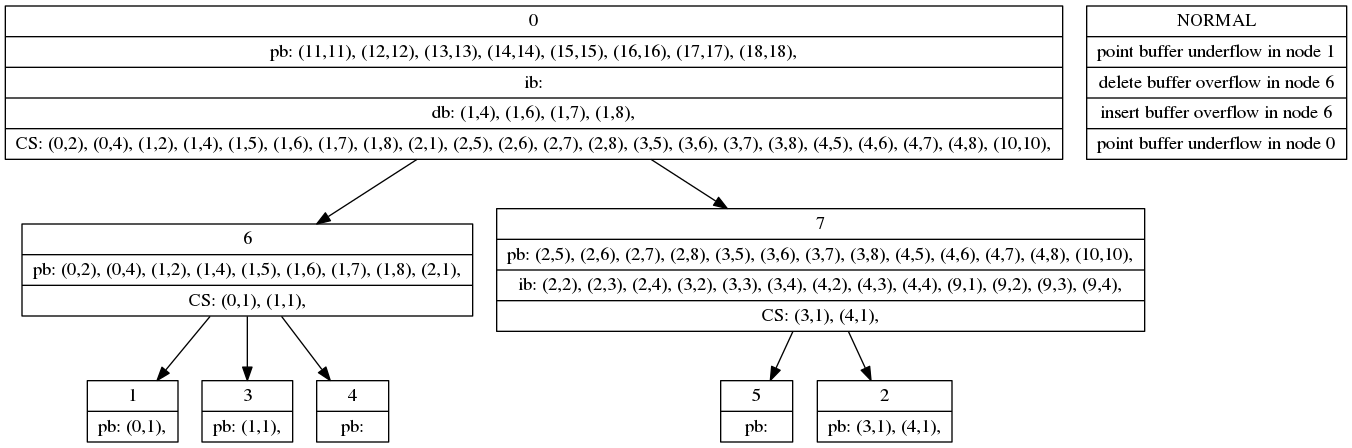 0
pb: (11,11), (12,12), (13,13), (14,14), (15,15), (16,16), (17,17), (18,18),
ib:
db: (1,4), (1,6), (1,7), (1,8),
CS: (0,2), (0,4), (1,2), (1,4), (1,5), (1,6), (1,7), (1,8), (2,1), (2,5), (2,6), (2,7), (2,8), (3,5), (3,6), (3,7), (3,8), (4,5), (4,6), (4,7), (4,8), (10,10),
NORMAL
point buffer underflow in node 1
delete buffer overflow in node 6
insert buffer overflow in node 6
point buffer underflow in node 0
6
pb: (0,2), (0,4), (1,2), (1,4), (1,5), (1,6), (1,7), (1,8), (2,1),
CS: (0,1), (1,1),
7
pb: (2,5), (2,6), (2,7), (2,8), (3,5), (3,6), (3,7), (3,8), (4,5), (4,6), (4,7), (4,8), (10,10),
ib: (2,2), (2,3), (2,4), (3,2), (3,3), (3,4), (4,2), (4,3), (4,4), (9,1), (9,2), (9,3), (9,4),
CS: (3,1), (4,1),
1
pb: (0,1),
3
pb: (1,1),
4
pb:
5
pb:
2
pb: (3,1), (4,1),